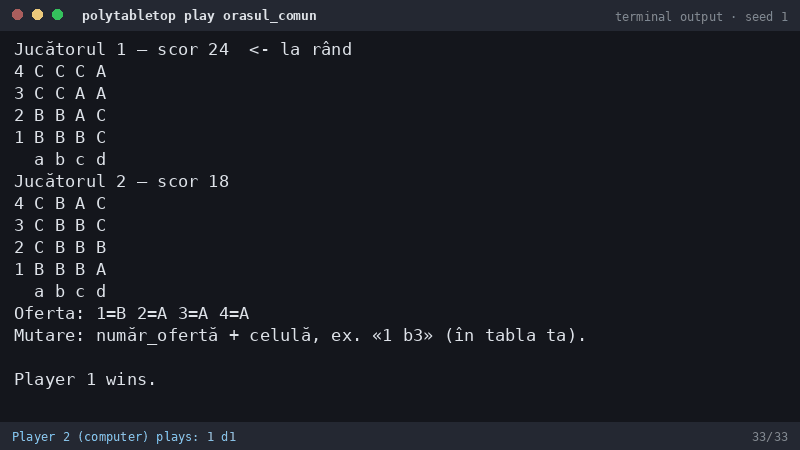 polytabletop play orasul_comun
terminal output · seed 1
Jucătorul 1 — scor 24  <- la rând
4 C C C A
3 C C A A
2 B B A C
1 B B B C
  a b c d
Jucătorul 2 — scor 18
4 C B A C
3 C B B C
2 C B B B
1 B B B A
  a b c d
Oferta: 1=B 2=A 3=A 4=A
Mutare: număr_ofertă + celulă, ex. «1 b3» (în tabla ta).
Player 1 wins.
Player 2 (computer) plays: 1 d1
33/33